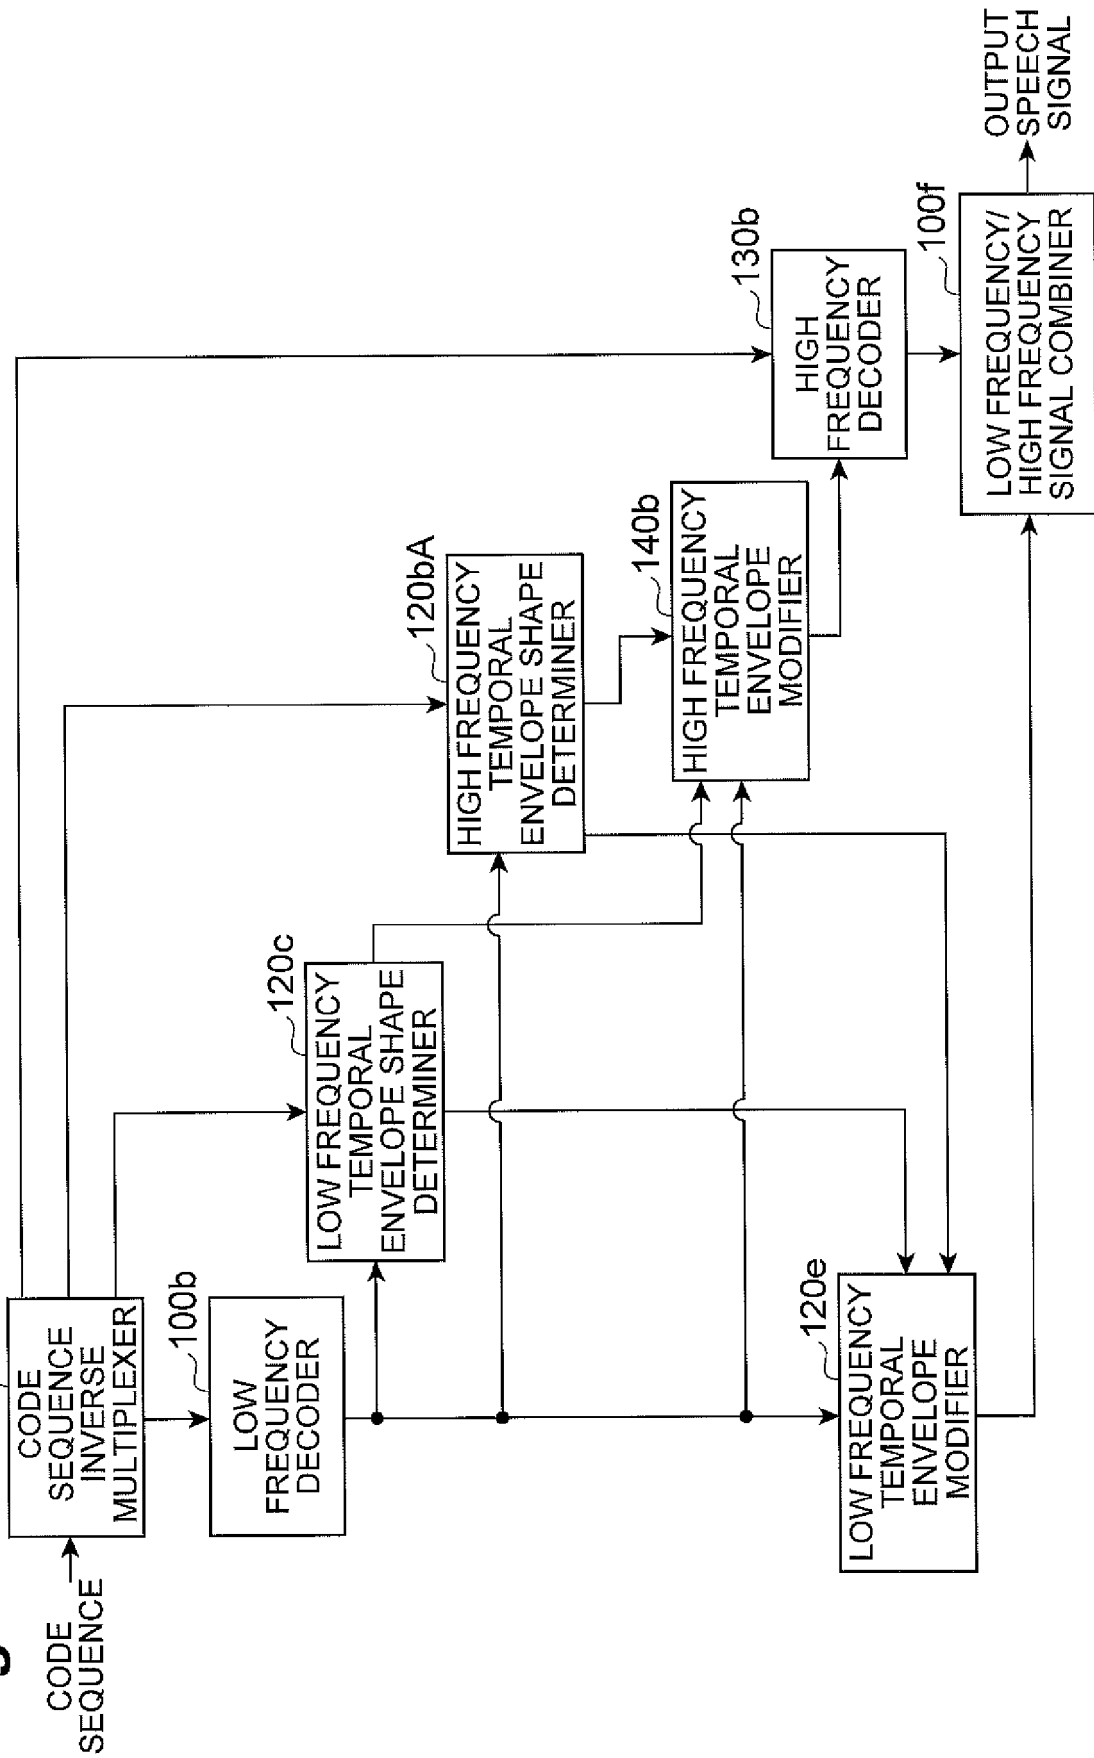 CODE
SEQUENCE
CODE
SEQUENCE
INVERSE
MULTIPLEXER
100b
LOW
FREQUENCY
DECODER
120c
LOW FREQUENCY
TEMPORAL
ENVELOPE SHAPE
DETERMINER
120bA
HIGH FREQUENCY
TEMPORAL
ENVELOPE SHAPE
DETERMINER
140b
HIGH FREQUENCY
TEMPORAL
ENVELOPE
MODIFIER
130b
HIGH
FREQUENCY
DECODER
120e
LOW FREQUENCY
TEMPORAL
ENVELOPE
MODIFIER
100f
LOW FREQUENCY/
HIGH FREQUENCY
SIGNAL COMBINER
OUTPUT
SPEECH
SIGNAL